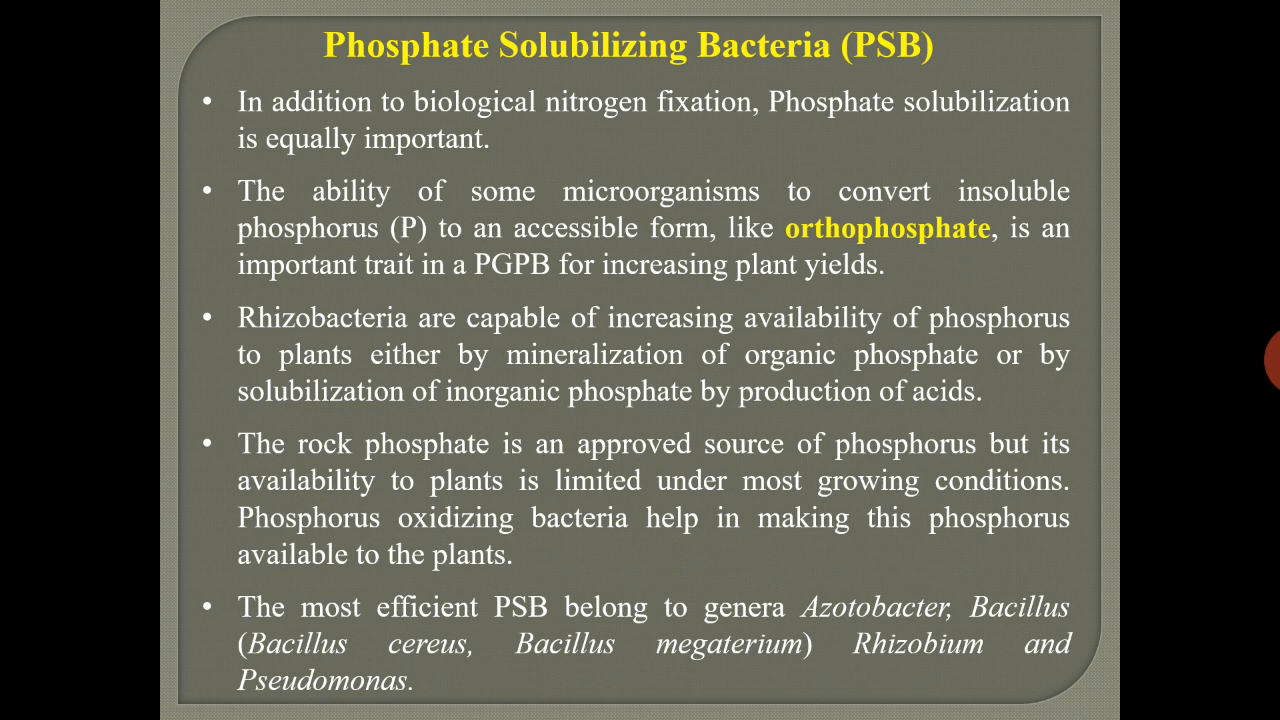 Phosphate Solubilizing Bacteria (PSB)
• In addition to biological nitrogen fixation, Phosphate solubilization
is equally important.
• The ability of some microorganisms to convert insoluble
phosphorus (P) to an accessible form, like orthophosphate, is an
important trait in a PGPB for increasing plant yields.
• Rhizobacteria are capable of increasing availability of phosphorus
to plants either by mineralization of organic phosphate or by
solubilization of inorganic phosphate by production of acids.
• The rock phosphate is an approved source of phosphorus but its
availability to plants is limited under most growing conditions.
Phosphorus oxidizing bacteria help in making this phosphorus
available to the plants.
• The most efficient PSB belong to genera Azotobacter, Bacillus
(Bacillus cereus, Bacillus megaterium) Rhizobium and
Pseudomonas.